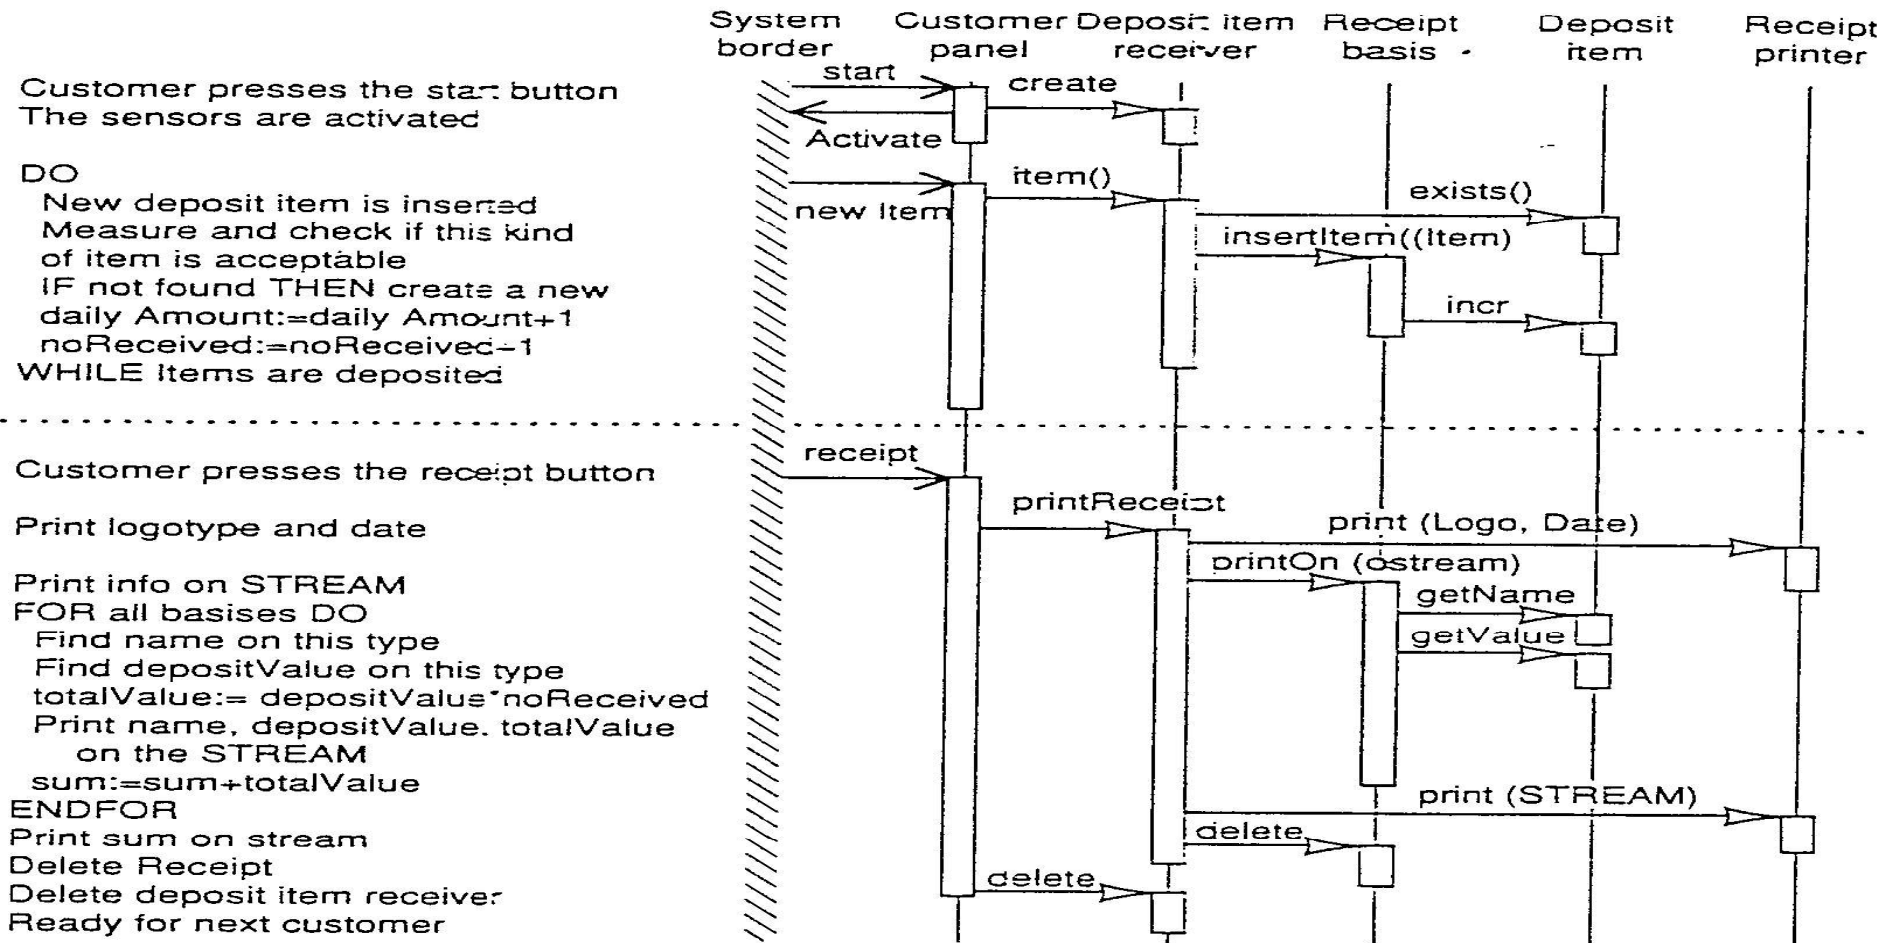 System
border
Customer
panel
Deposit item
receiver
Receipt
basis
Deposit
item
Receipt
printer
Customer presses the start button
The sensors are activated
start
create
Activate
DO
New deposit item is inserted
Measure and check if this kind
of item is acceptable
IF not found THEN create a new
daily Amount:=daily Amount+1
noReceived:=noReceived-1
WHILE Items are deposited
new Item
item()
exists()
insertItem((Item)
incr
Customer presses the receipt button
Print logotype and date
Print info on STREAM
FOR all basises DO
Find name on this type
Find depositValue on this type
totalValue:= depositValue*noReceived
Print name, depositValue. totalValue
on the STREAM
sum:=sum+totalValue
ENDFOR
Print sum on stream
Delete Receipt
Delete deposit item receiver
Ready for next customer
receipt
printReceipt
print (Logo, Date)
printOn (ostream)
getName
getValue
print (STREAM)
delete
delete